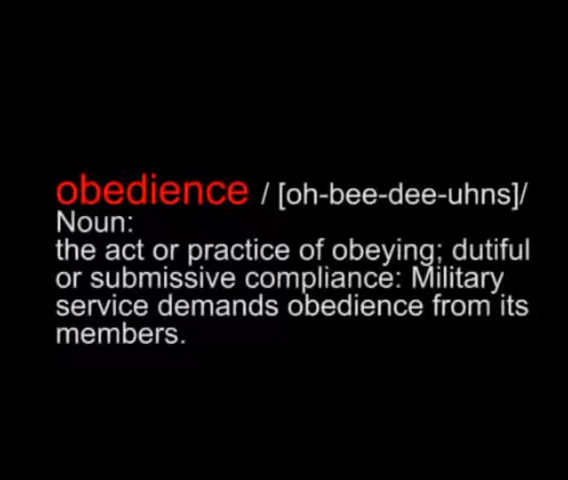 obedience / [oh-bee-dee-uhns]/
Noun:
the act or practice of obeying; dutiful
or submissive compliance: Military
service demands obedience from its
members.